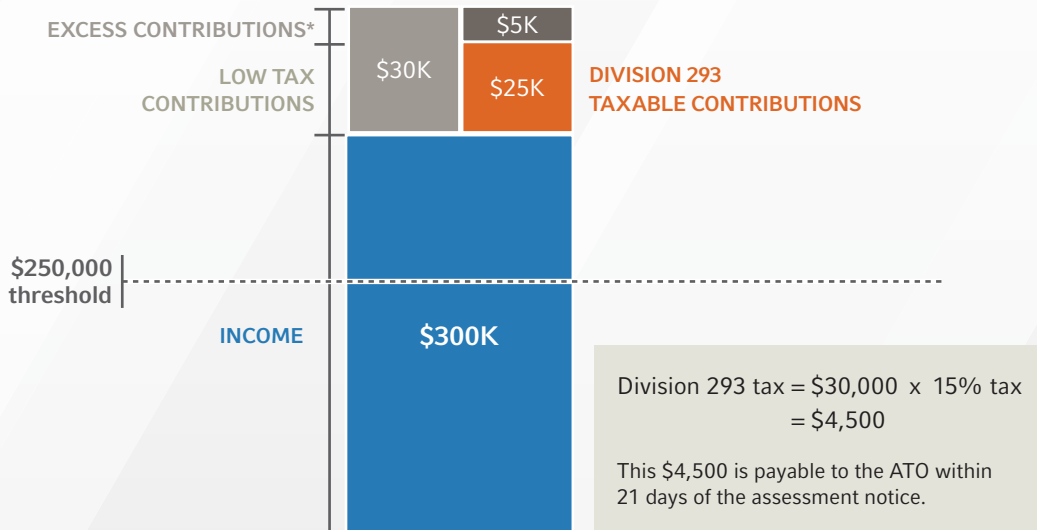 EXCESS CONTRIBUTIONS*
LOW TAX
CONTRIBUTIONS
$30K
$5K
$25K
DIVISION 293
TAXABLE CONTRIBUTIONS
$250,000
threshold
INCOME
$300K
Division 293 tax = $30,000 x 15% tax
= $4,500
This $4,500 is payable to the ATO within
21 days of the assessment notice.